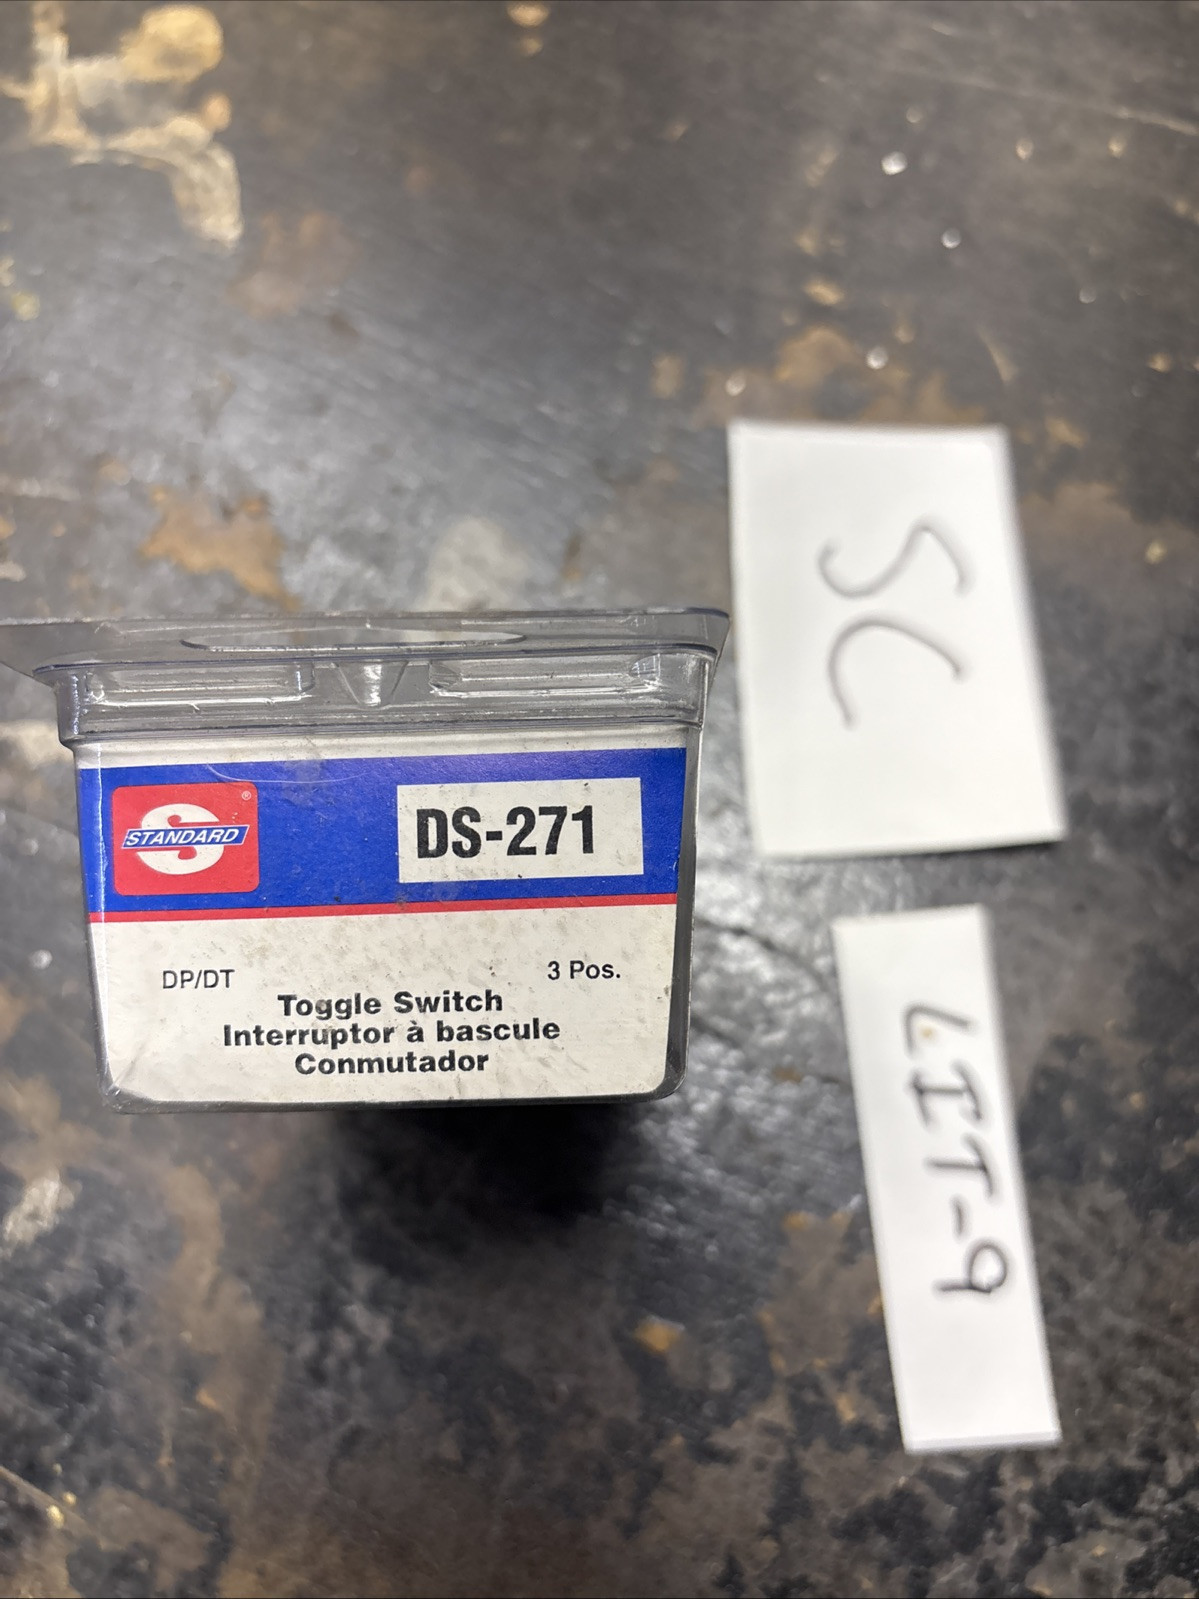 STANDARD
®
DS-271
DP/DT
3 Pos.
Toggle Switch
Interruptor à bascule
Conmutador
SC
LIT-9